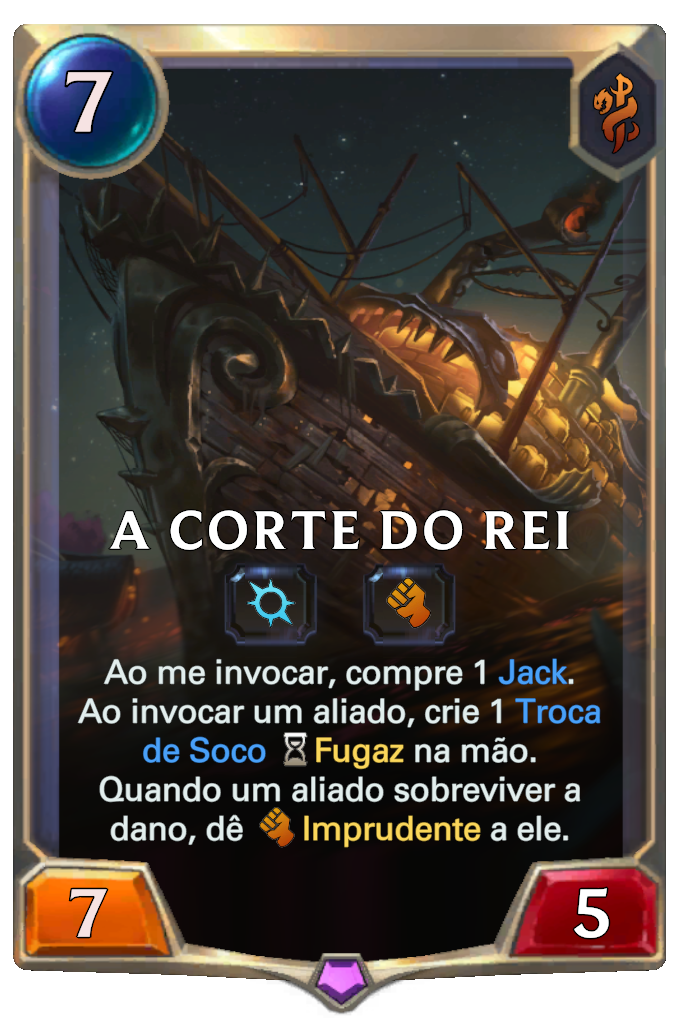 7
A CORTE DO REI
Ao me invocar, compre 1 Jack.
Ao invocar um aliado, crie 1 Troca
de Soco Fugaz na mão.
Quando um aliado sobreviver a
dano, dê Imprudente a ele.
7
5